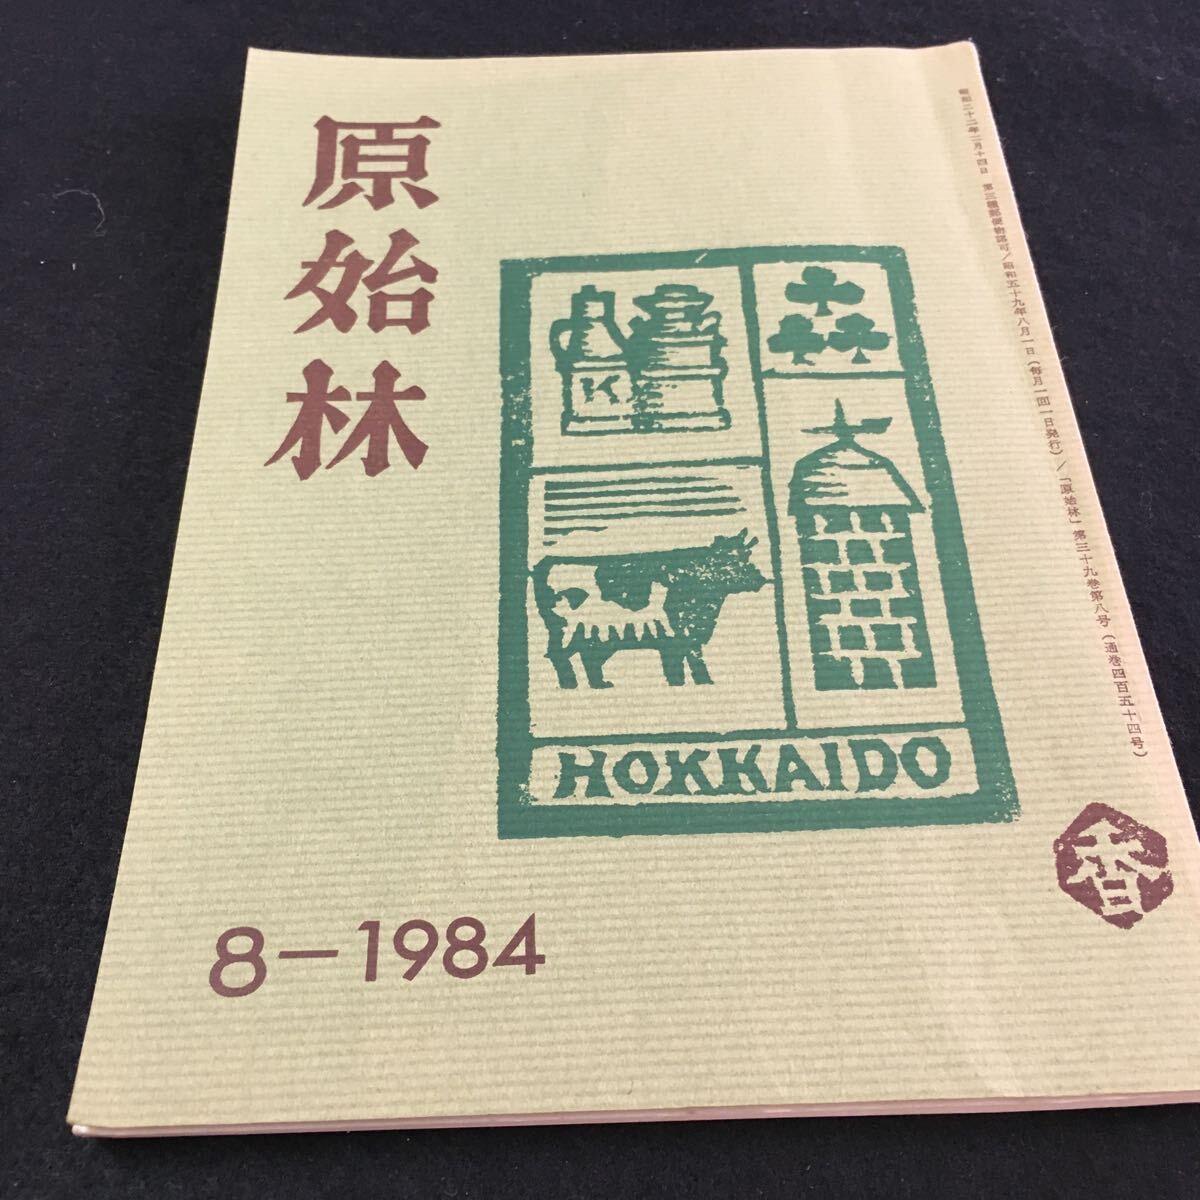 原始林
昭和二十二年二月十四日 第三種郵便物認可／昭和五十九年八月一日（毎月一回一日発行）／「原始林」第三十九巻第八号（通巻四百五十四号）
K
HOKKAIDO
8－1984